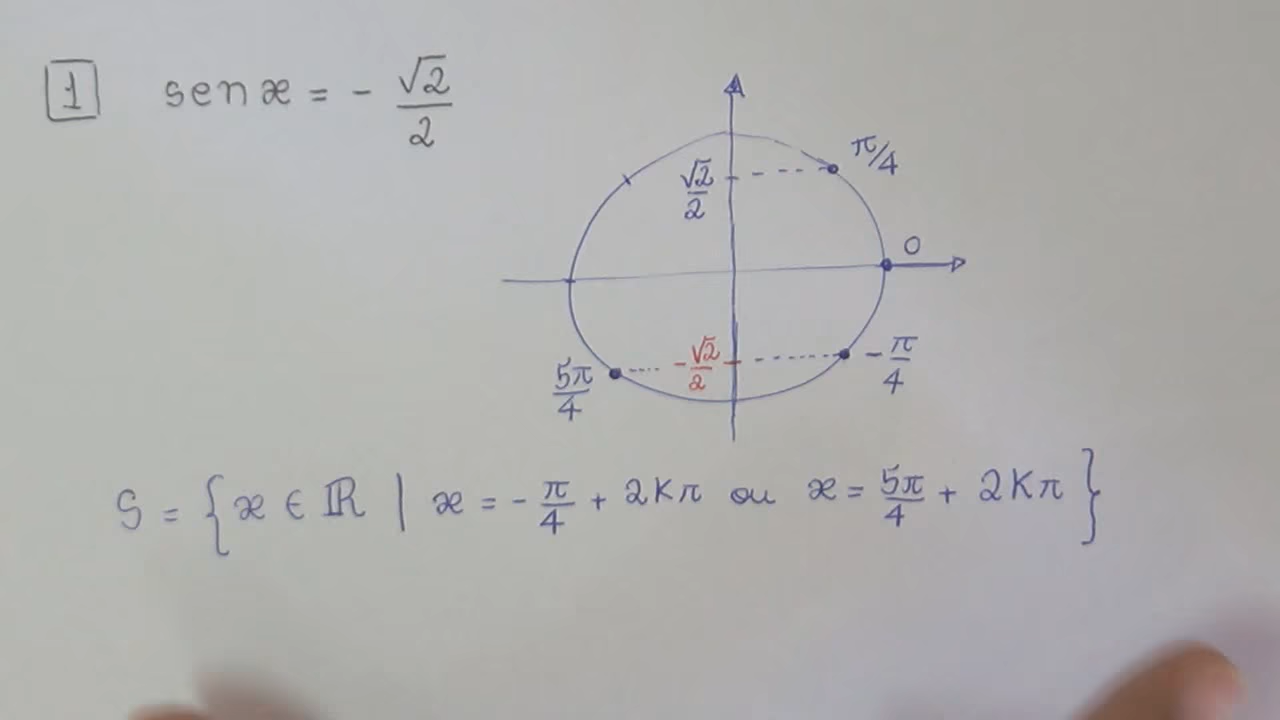 1 sen x = - √2/2
π/4
√2/2
0
-√2/2
-π/4
5π/4
S = { x ∈ ℝ | x = -π/4 + 2Kπ ou x = 5π/4 + 2Kπ }